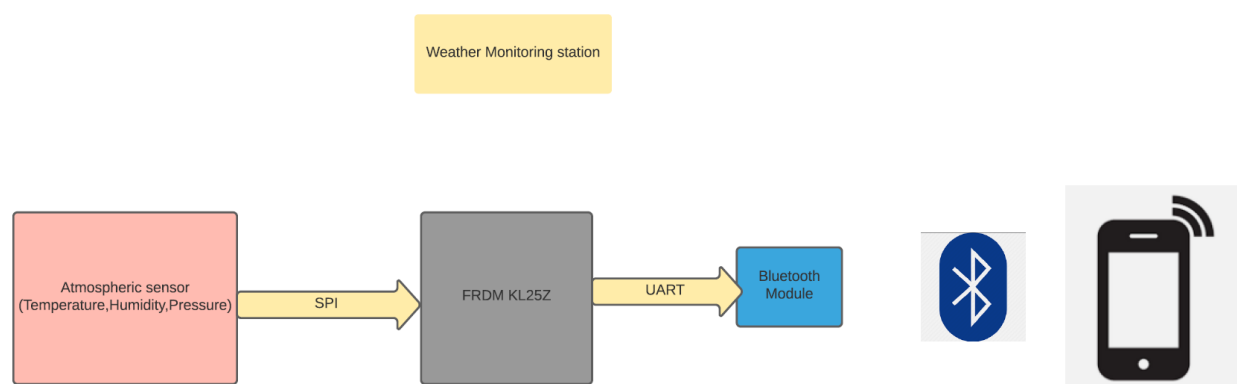 Weather Monitoring station
Atmospheric sensor
(Temperature,Humidity,Pressure)
SPI
FRDM KL25Z
UART
Bluetooth
Module